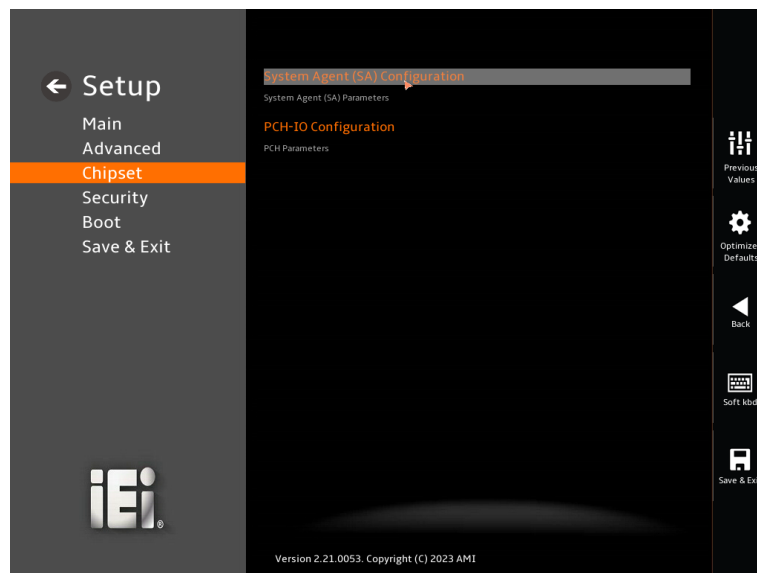 Setup
Main
Advanced
Chipset
Security
Boot
Save & Exit
System Agent (SA) Configuration
System Agent (SA) Parameters
PCH-IO Configuration
PCH Parameters
Previous
Values
Optimize
Defaults
Back
Soft kbd
Save & Ex
iEi®
Version 2.21.0053. Copyright (C) 2023 AMI